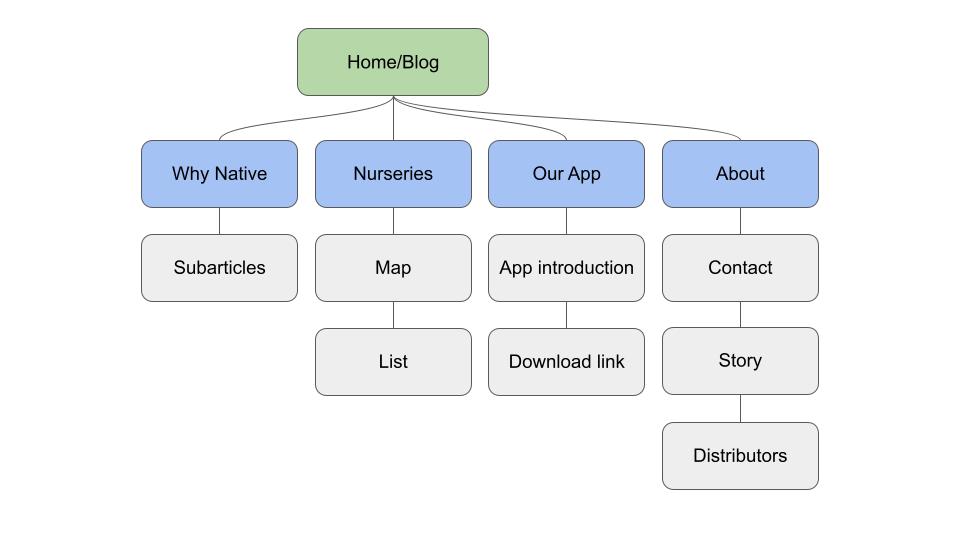 Home/Blog
Why Native
Nurseries
Our App
About
Subarticles
Map
App introduction
Contact
List
Download link
Story
Distributors